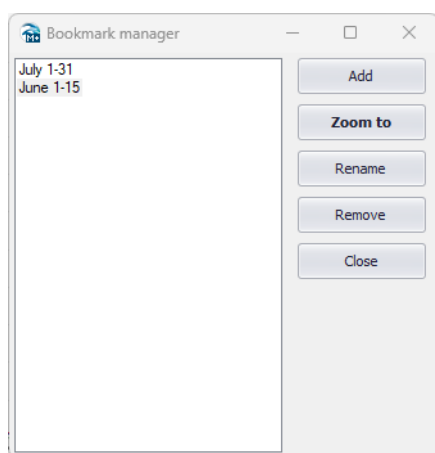 Bookmark manager
July 1-31
June 1-15
Add
Zoom to
Rename
Remove
Close